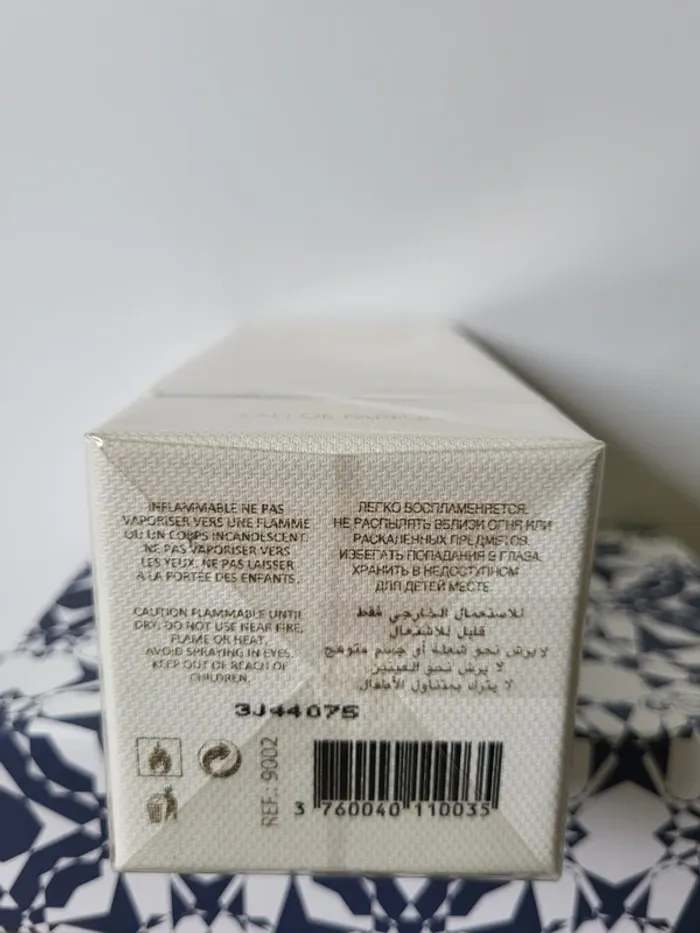 EAU DE PARFUM
INFLAMMABLE NE PAS
VAPORISER VERS UNE FLAMME
OU UN CORPS INCANDESCENT.
NE PAS VAPORISER VERS
LES YEUX. NE PAS LAISSER
À LA PORTÉE DES ENFANTS.
CAUTION FLAMMABLE UNTIL
DRY. DO NOT USE NEAR FIRE,
FLAME OR HEAT.
AVOID SPRAYING IN EYES.
KEEP OUT OF REACH OF
CHILDREN.
ЛЕГКО ВОСПЛАМЕНЯЕТСЯ.
НЕ РАСПЫЛЯТЬ ВБЛИЗИ ОГНЯ ИЛИ
РАСКАЛЕННЫХ ПРЕДМЕТОВ.
ИЗБЕГАТЬ ПОПАДАНИЯ В ГЛАЗА.
ХРАНИТЬ В НЕДОСТУПНОМ
ДЛЯ ДЕТЕЙ МЕСТЕ.
للاستعمال الخارجي فقط
قابل للاشتعال
لا يرش نحو شعلة أو جسم متوهج
لا يرش نحو العينين
لا يترك بمتناول الأطفال.
3J44075
REF.: 9002
3 760040 110035